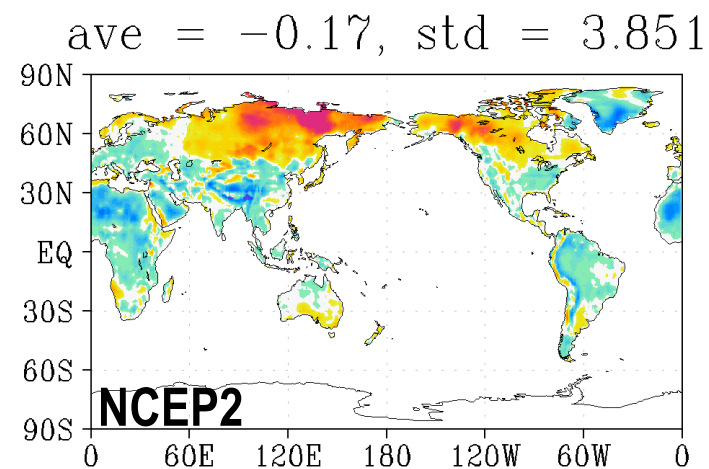 ave = −0.17, std = 3.851
90N
60N
30N
EQ
30S
60S
90S
NCEP2
0 60E 120E 180 120W 60W 0